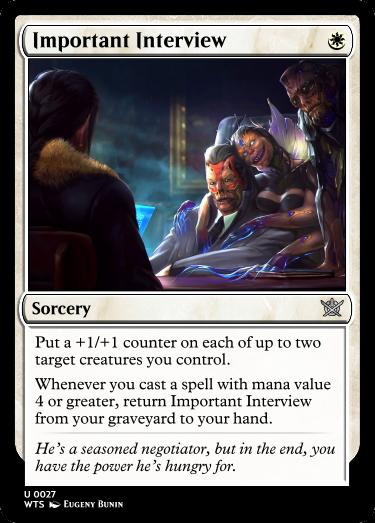 Important Interview
Sorcery
Put a +1/+1 counter on each of up to two
target creatures you control.
Whenever you cast a spell with mana value
4 or greater, return Important Interview
from your graveyard to your hand.
He's a seasoned negotiator, but in the end, you
have the power he's hungry for.
U 0027
WTS Eugeny Bunin